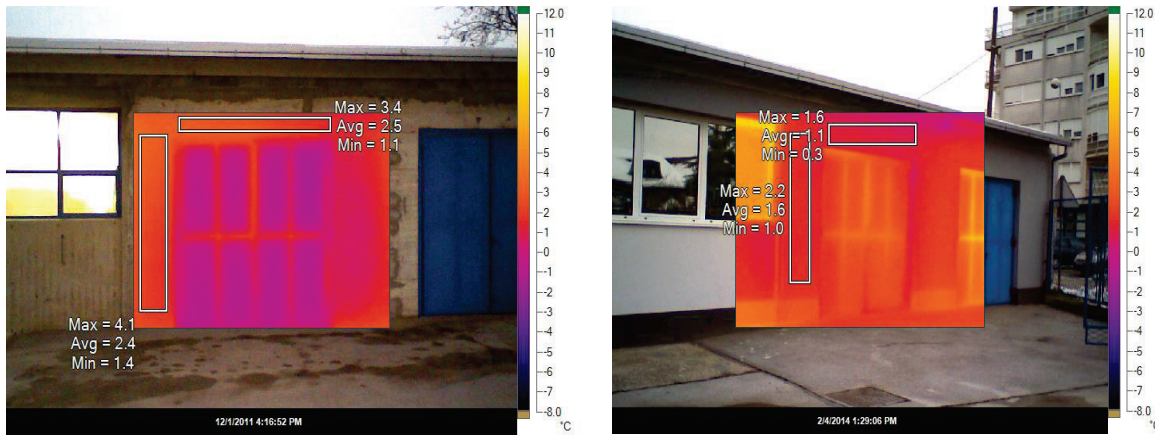 12.0
11
10
9
8
7
6
5
4
3
2
1
0
-1
-2
-3
-4
-5
-6
-7
-8.0
°C
Max = 3.4
Avg = 2.5
Min = 1.1
Max = 4.1
Avg = 2.4
Min = 1.4
12/1/2011 4:16:52 PM
12.0
11
10
9
8
7
6
5
4
3
2
1
0
-1
-2
-3
-4
-5
-6
-7
-8.0
°C
Max = 1.6
Avg = 1.1
Min = 0.3
Max = 2.2
Avg = 1.6
Min = 1.0
2/4/2014 1:29:06 PM